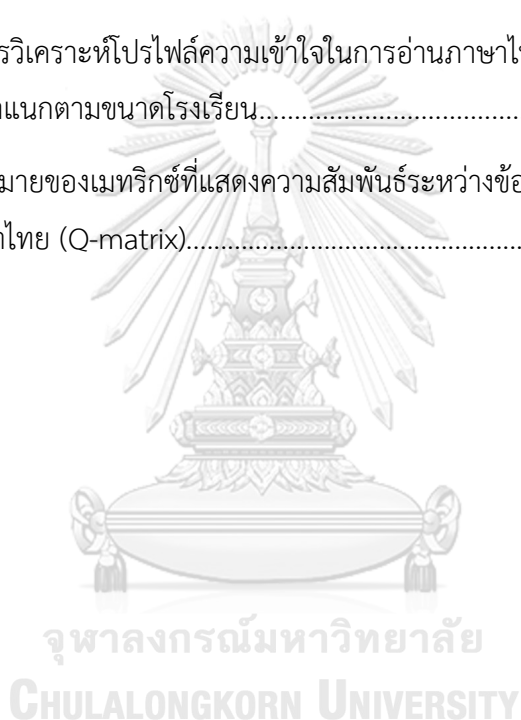 รวิเคราะห์โปรไฟล์ความเข้าใจในการอ่านภาษาไ
แนกตามขนาดโรงเรียน
มายของเมทริกซ์ที่แสดงความสัมพันธ์ระหว่างข้อ
ไทย (Q-matrix)
จุฬาลงกรณ์มหาวิทยาลัย
CHULALONGKORN UNIVERSITY